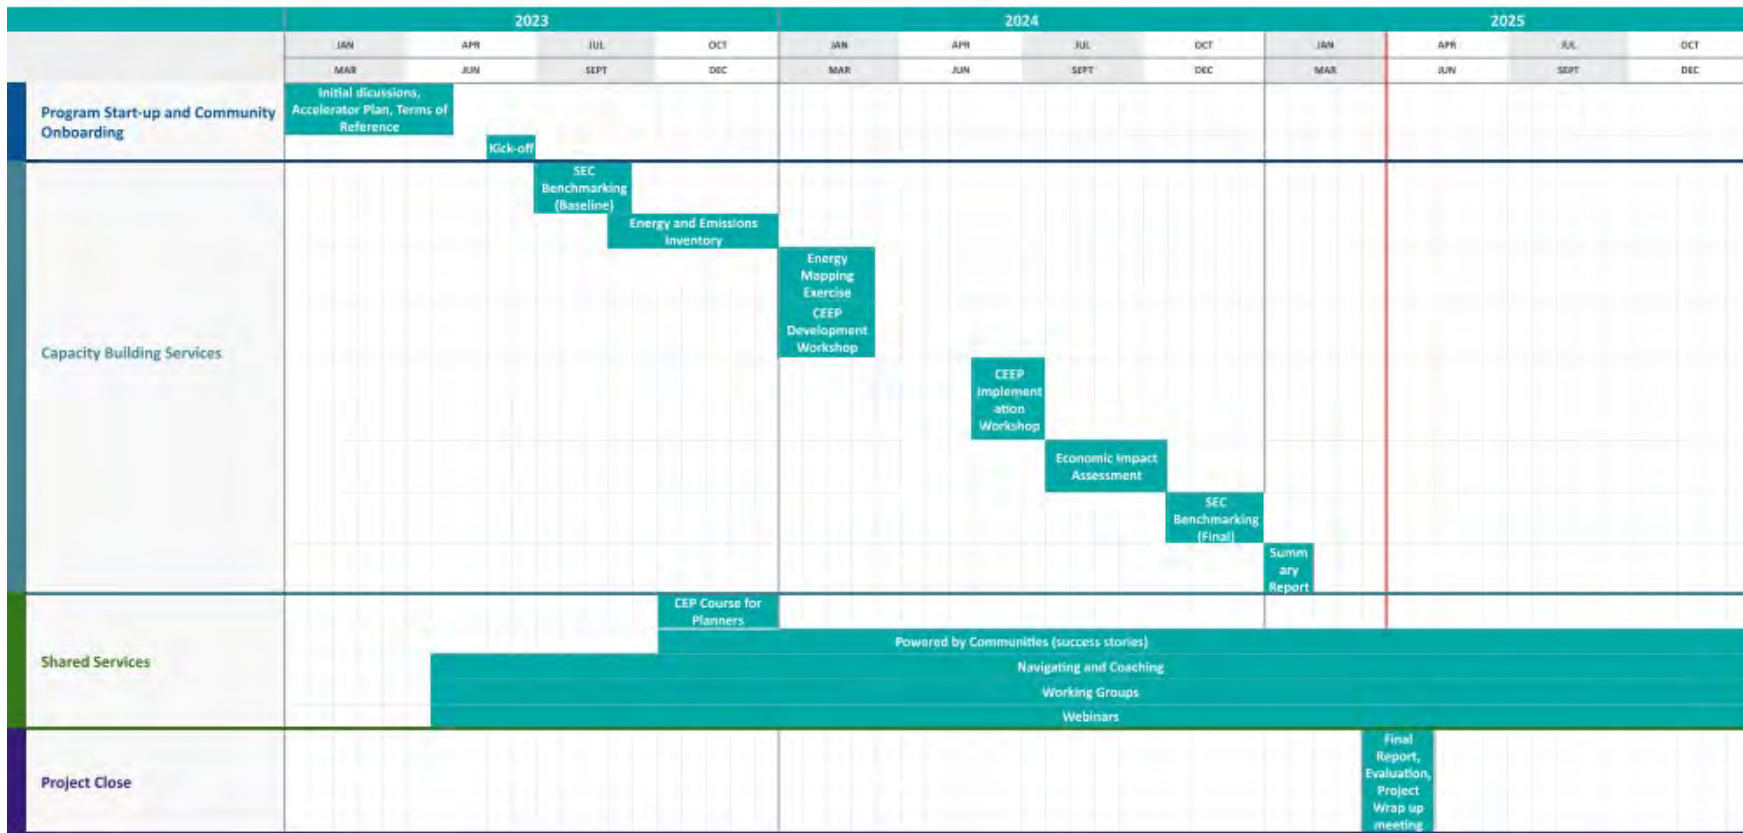 2023 2024 2025
JAN APR JUL OCT JAN APR JUL OCT JAN APR JUL OCT
MAR JUN SEPT DEC MAR JUN SEPT DEC MAR JUN SEPT DEC
Program Start-up and Community
Onboarding
Initial dicussions,
Accelerator Plan, Terms of
Reference
Kick-off
Capacity Building Services
SEC
Benchmarking
(Baseline)
Energy and Emissions
Inventory
Energy
Mapping
Exercise
CEEP
Development
Workshop
CEEP
Implement
ation
Workshop
Economic Impact
Assessment
SEC
Benchmarking
(Final)
Summ
ary
Report
Shared Services
CEP Course for
Planners
Powered by Communities (success stories)
Navigating and Coaching
Working Groups
Webinars
Project Close
Final
Report,
Evaluation,
Project
Wrap up
meeting